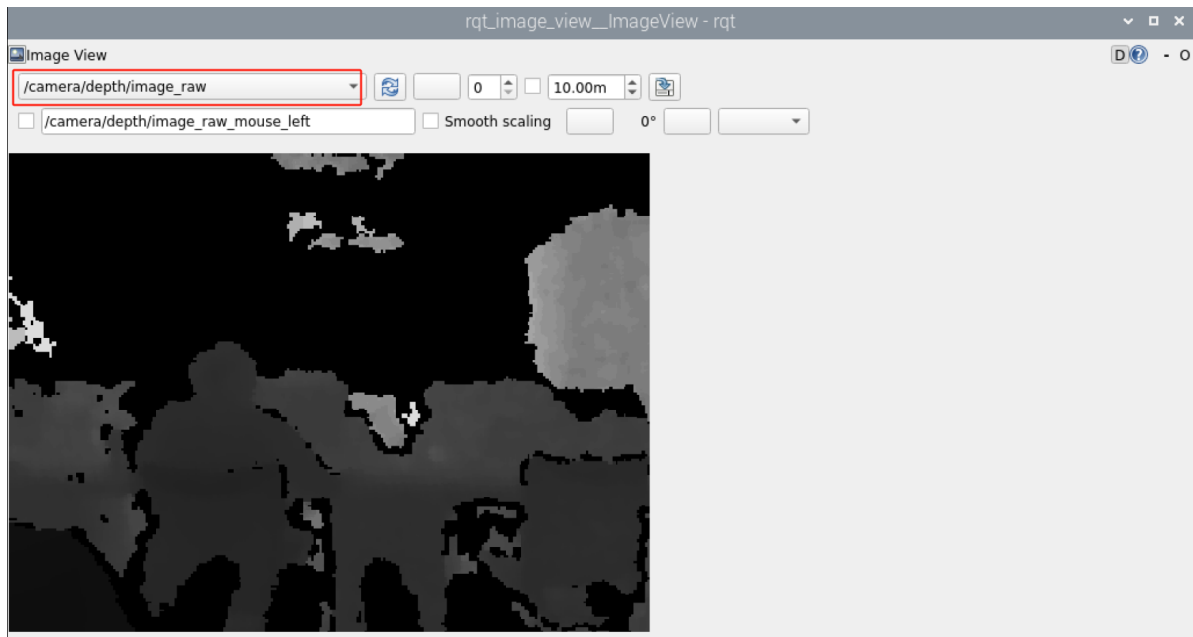 rqt_image_view__ImageView - rqt
Image View
D
- O
/camera/depth/image_raw
0
10.00m
/camera/depth/image_raw_mouse_left
Smooth scaling
0°